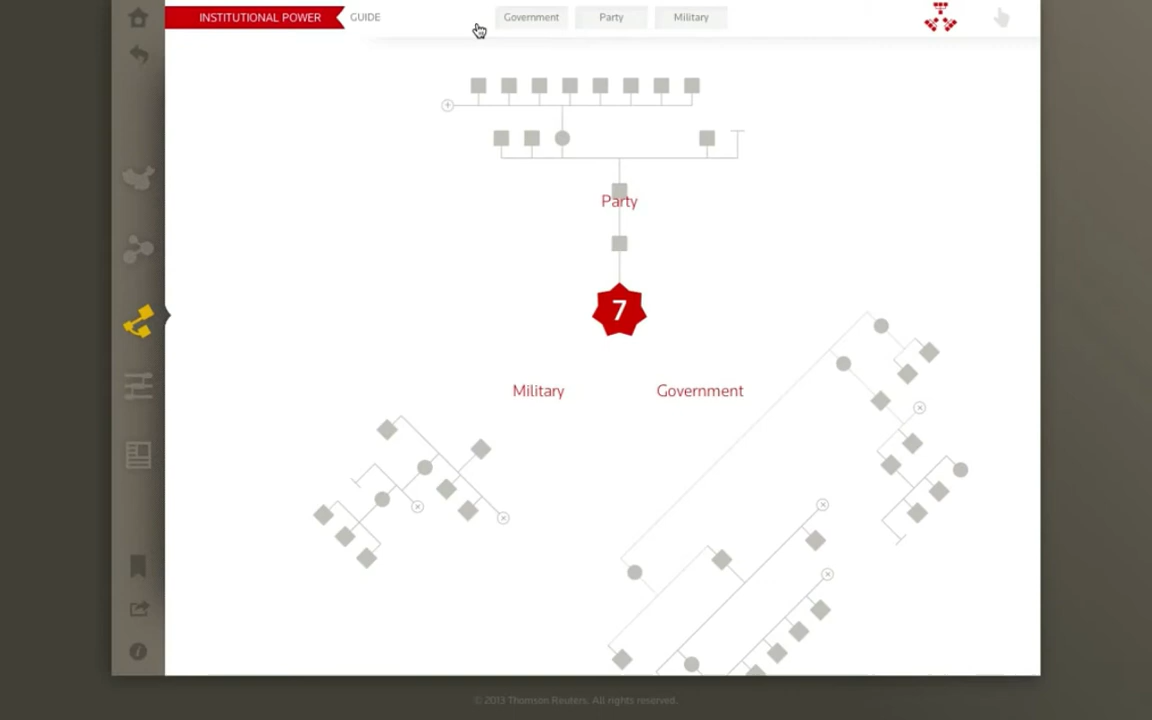 INSTITUTIONAL POWER GUIDE Government Party Military
Party
7
Military Government
© 2013 Thomson Reuters. All rights reserved.